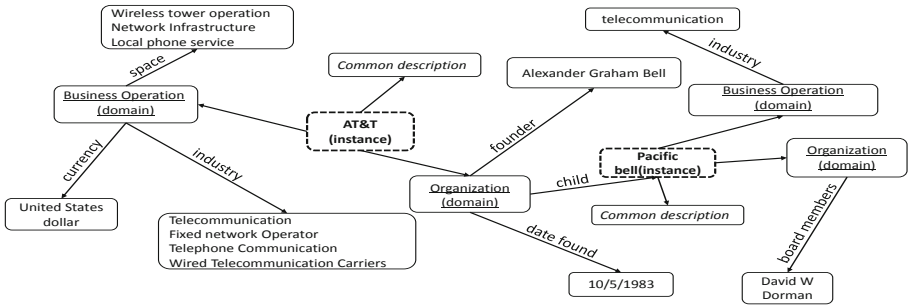 Wireless tower operation
Network Infrastructure
Local phone service
telecommunication
space
Common description
industry
Alexander Graham Bell
Business Operation
(domain)
Business Operation
(domain)
AT&T
(instance)
founder
currency
industry
Pacific
bell(instance)
Organization
(domain)
Organization
(domain)
child
United States
dollar
Telecommunication
Fixed network Operator
Telephone Communication
Wired Telecommunication Carriers
Common description
date found
board members
10/5/1983
David W
Dorman